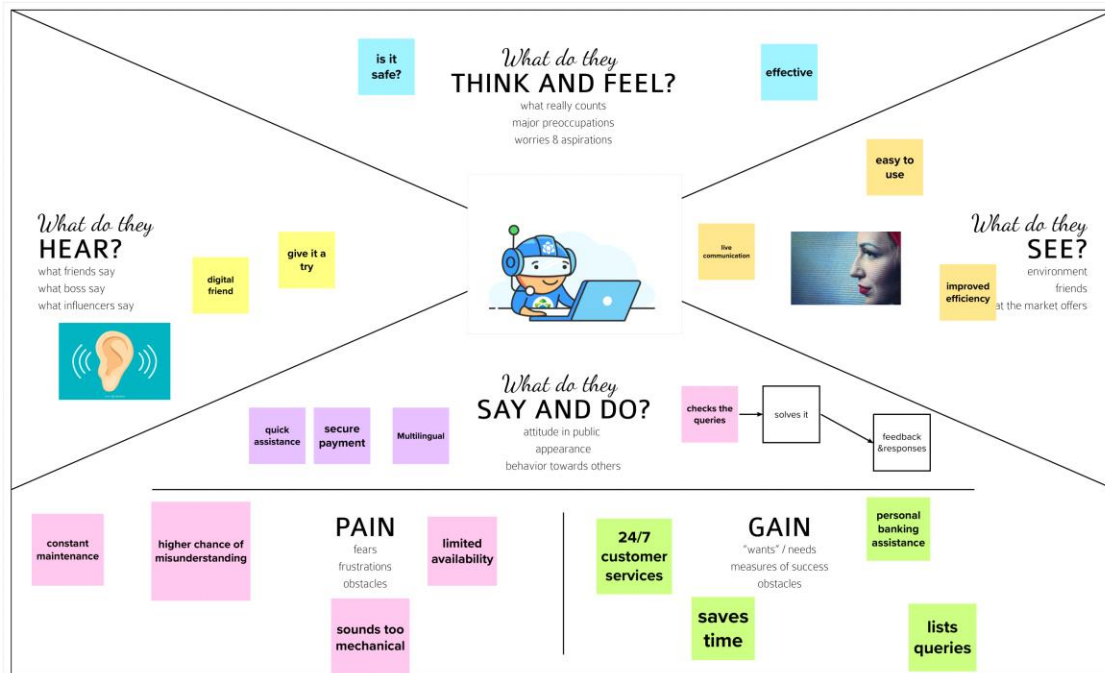 is it
safe?
What do they
THINK AND FEEL?
what really counts
major preoccupations
worries & aspirations
effective
What do they
HEAR?
what friends say
what boss say
what influencers say
digital
friend
give it a
try
live
communication
easy to
use
What do they
SEE?
environment
friends
at the market offers
improved
efficiency
What do they
SAY AND DO?
attitude in public
appearance
behavior towards others
quick
assistance
secure
payment
Multilingual
checks the
queries
solves it
feedback
&responses
PAIN
fears
frustrations
obstacles
constant
maintenance
higher chance of
misunderstanding
limited
availability
sounds too
mechanical
GAIN
"wants" / needs
measures of success
obstacles
24/7
customer
services
personal
banking
assistance
saves
time
lists
queries